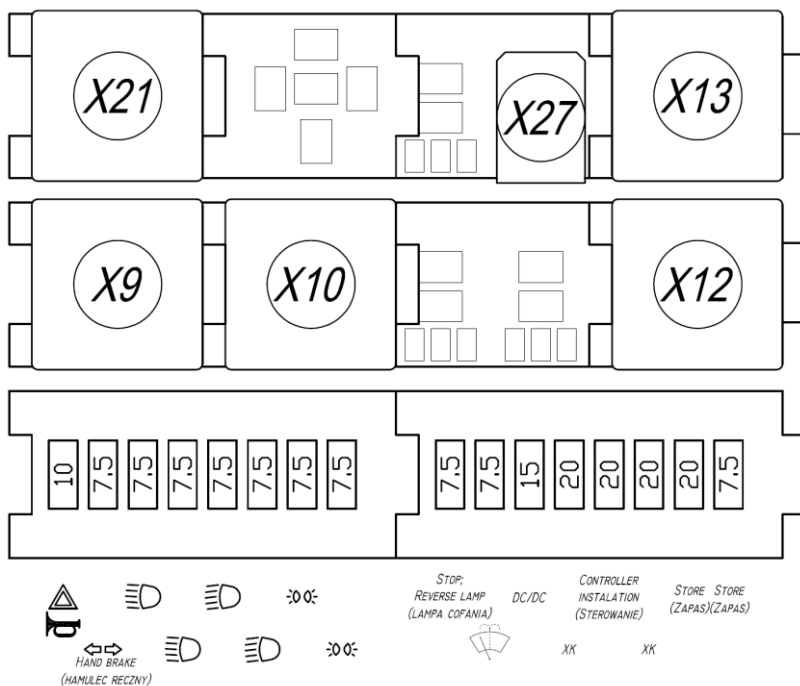 X21 X27 X13
X9 X10 X12
10 7,5 7,5 7,5 7,5 7,5 7,5 7,5 7,5 7,5 15 20 20 20 20 7,5
STOP;
REVERSE LAMP
(LAMPA COFANIA)
DC/DC
CONTROLLER
INSTALATION
(STEROWANIE)
STORE STORE
(ZAPAS)(ZAPAS)
HAND BRAKE
(HAMULEC RECZNY)
XK XK